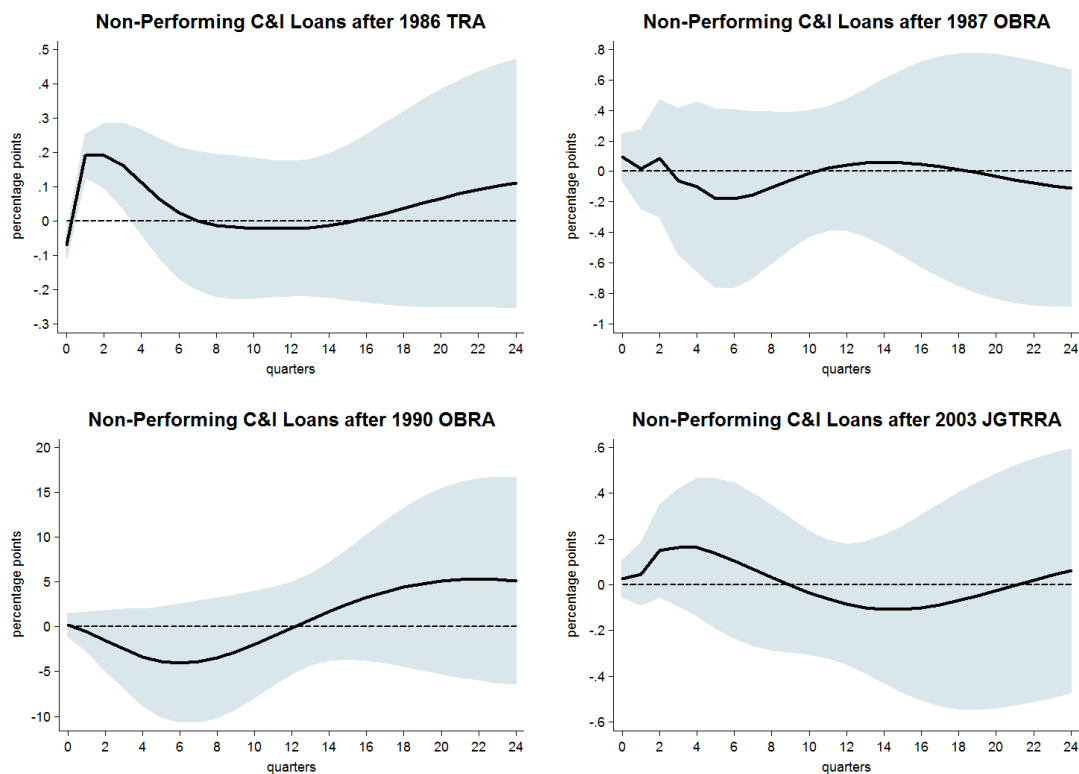 Non-Performing C&I Loans after 1986 TRA
percentage points
.5
.4
.3
.2
.1
0
-.1
-.2
-.3
0 2 4 6 8 10 12 14 16 18 20 22 24
quarters
Non-Performing C&I Loans after 1987 OBRA
percentage points
.8
.6
.4
.2
0
-.2
-.4
-.6
-.8
-1
0 2 4 6 8 10 12 14 16 18 20 22 24
quarters
Non-Performing C&I Loans after 1990 OBRA
percentage points
20
15
10
5
0
-5
-10
0 2 4 6 8 10 12 14 16 18 20 22 24
quarters
Non-Performing C&I Loans after 2003 JGTRRA
percentage points
.6
.4
.2
0
-.2
-.4
-.6
0 2 4 6 8 10 12 14 16 18 20 22 24
quarters